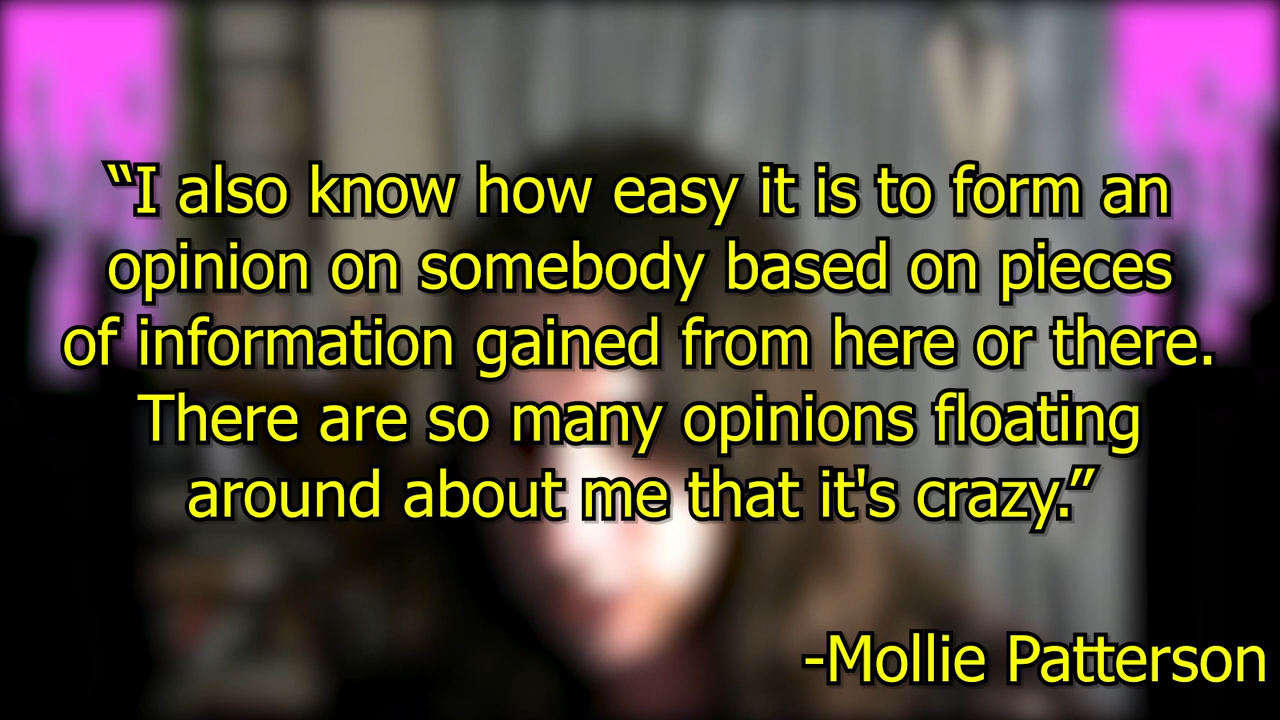 “I also know how easy it is to form an
opinion on somebody based on pieces
of information gained from here or there.
There are so many opinions floating
around about me that it's crazy.”
-Mollie Patterson